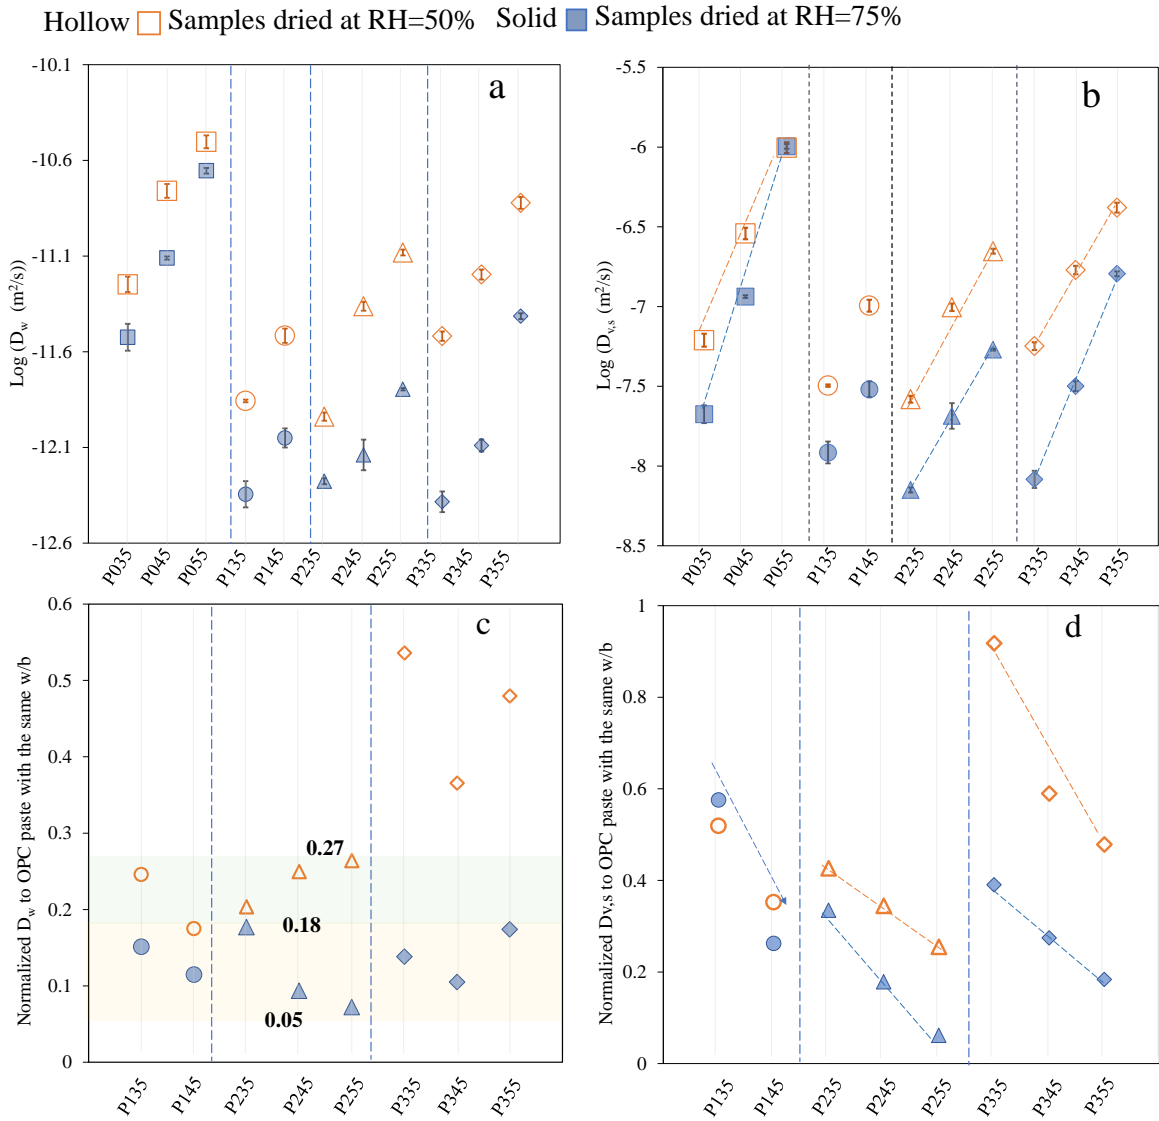 Hollow Samples dried at RH=50% Solid Samples dried at RH=75%
a
Log (D_w (m²/s))
-10.1
-10.6
-11.1
-11.6
-12.1
-12.6
P035 P045 P055 P135 P145 P235 P245 P255 P335 P345 P355
b
Log (D_v,s (m²/s))
-5.5
-6
-6.5
-7
-7.5
-8
-8.5
P035 P045 P055 P135 P145 P235 P245 P255 P335 P345 P355
c
Normalized D_w to OPC paste with the same w/b
0.6
0.5
0.4
0.3
0.2
0.1
0
0.27
0.18
0.05
P135 P145 P235 P245 P255 P335 P345 P355
d
Normalized Dv,s to OPC paste with the same w/b
1
0.8
0.6
0.4
0.2
0
P135 P145 P235 P245 P255 P335 P345 P355